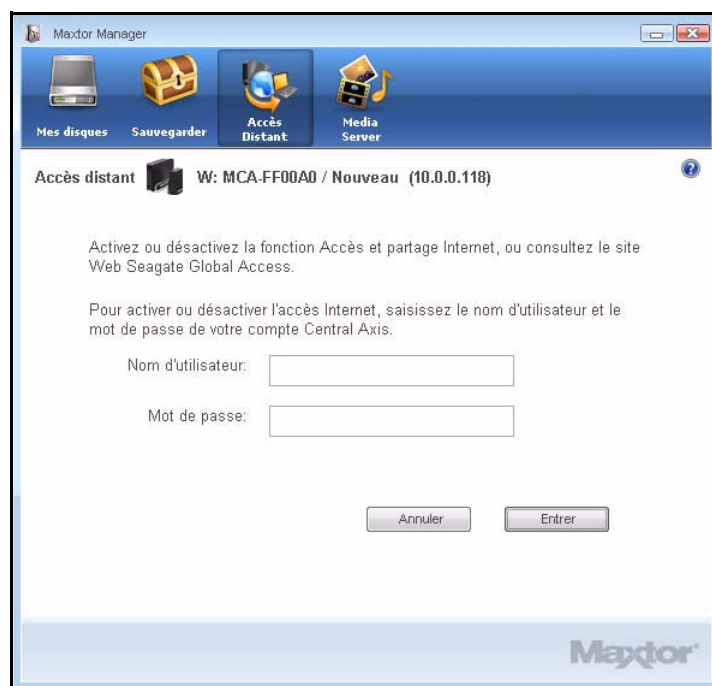 Maxtor Manager
Mes disques
Sauvegarder
Accès
Distant
Media
Server
Accès distant W: MCA-FF00A0 / Nouveau (10.0.0.118)
Activez ou désactivez la fonction Accès et partage Internet, ou consultez le site
Web Seagate Global Access.
Pour activer ou désactiver l'accès Internet, saisissez le nom d'utilisateur et le
mot de passe de votre compte Central Axis.
Nom d'utilisateur:
Mot de passe:
Annuler
Entrer
Maxtor